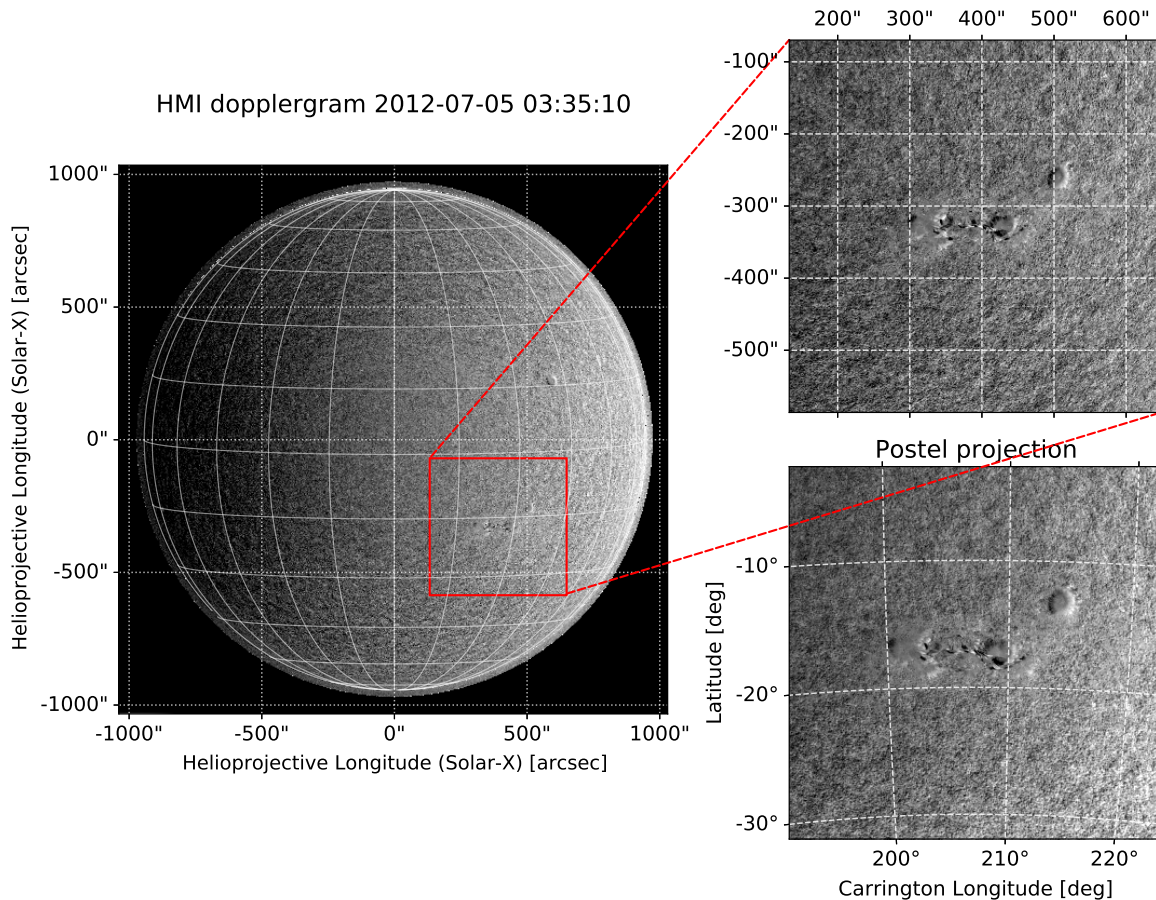 HMI dopplergram 2012-07-05 03:35:10
1000"
500"
0"
-500"
-1000"
Helioprojective Longitude (Solar-X) [arcsec]
-1000" -500" 0" 500" 1000"
Helioprojective Longitude (Solar-X) [arcsec]
200" 300" 400" 500" 600"
-100"
-200"
-300"
-400"
-500"
Postel projection
-10°
-20°
-30°
Latitude [deg]
200° 210° 220°
Carrington Longitude [deg]